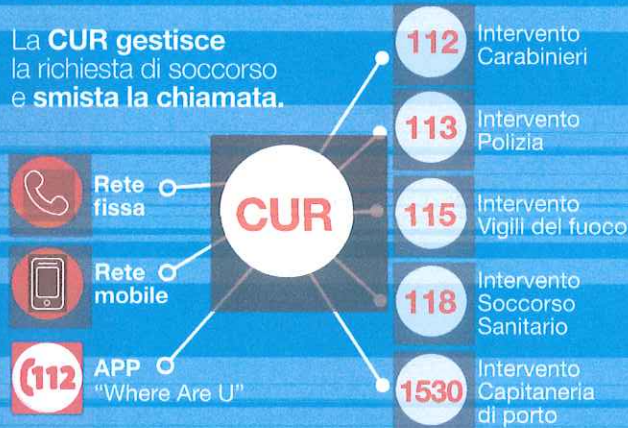 La CUR gestisce
la richiesta di soccorso
e smista la chiamata.
Rete
fissa
Rete
mobile
(112
APP
"Where Are U"
CUR
112
Intervento
Carabinieri
113
Intervento
Polizia
115
Intervento
Vigili del fuoco
118
Intervento
Soccorso
Sanitario
1530
Intervento
Capitaneria
di porto